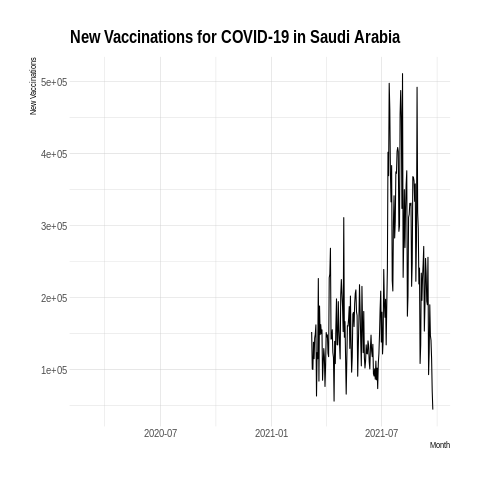 New Vaccinations for COVID-19 in Saudi Arabia
New Vaccinations
5e+05
4e+05
3e+05
2e+05
1e+05
2020-07 2021-01 2021-07
Month